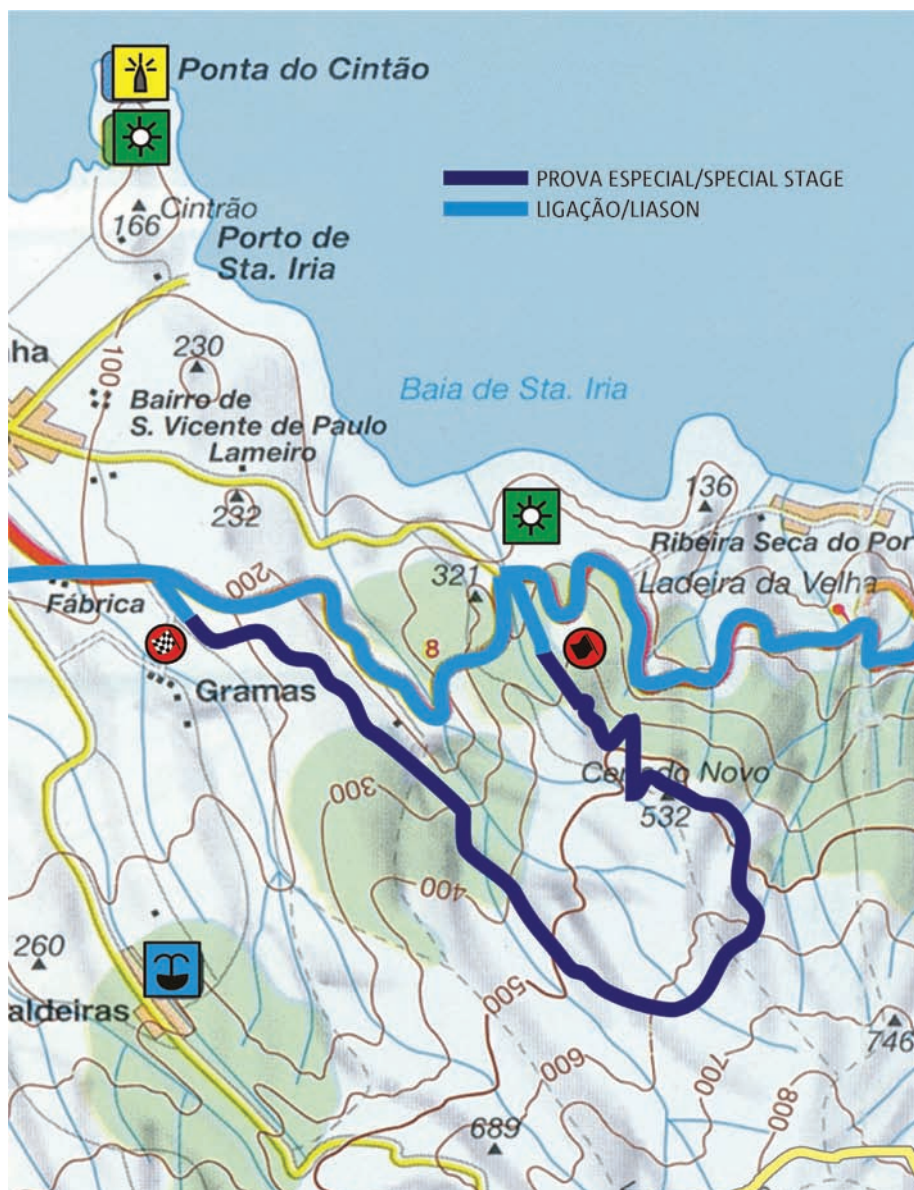 Ponta do Cintão
PROVA ESPECIAL/SPECIAL STAGE
LIGAÇÃO/LIASON
Cintrão
166
Porto de
Sta. Iria
nha
100
230
Baia de Sta. Iria
Bairro de
S. Vicente de Paulo
Lameiro
232
136
Ribeira Seca do Por
200
321
Ladeira da Velha
Fábrica
8
Gramas
300
Novo
532
400
260
500
aldeiras
746
600
700
800
689